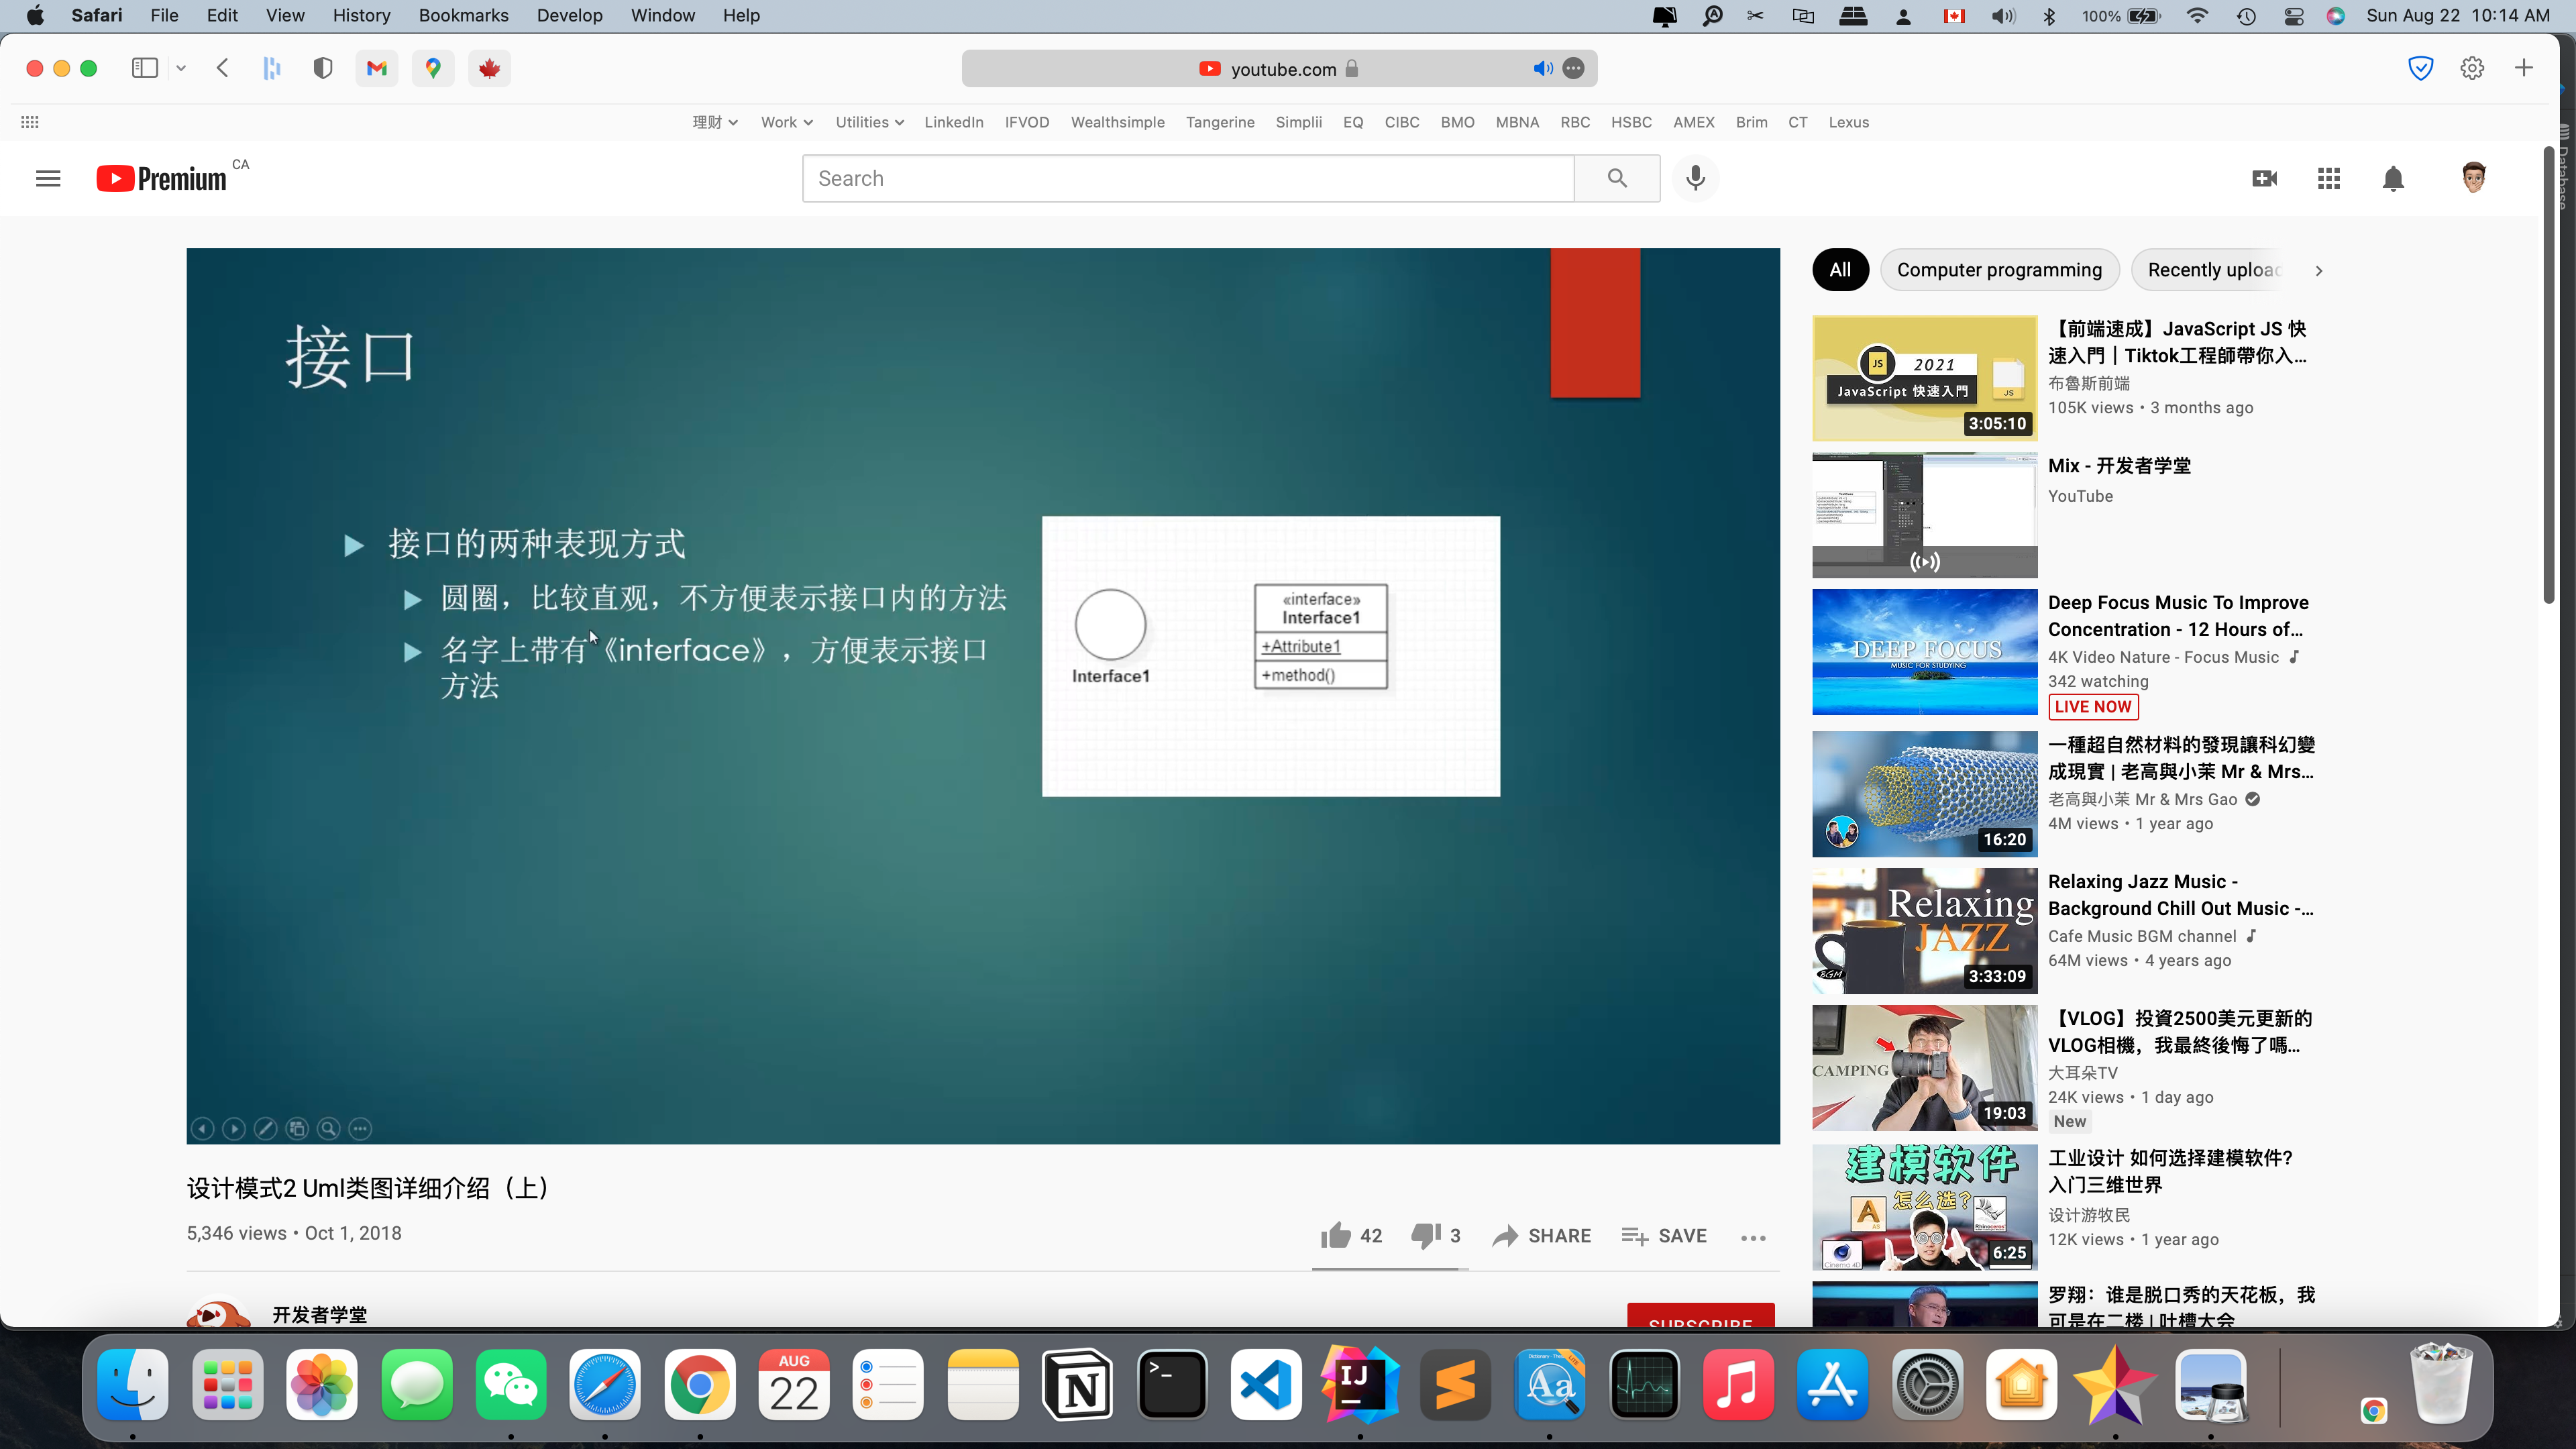 Safari File Edit View History Bookmarks Develop Window Help
100% Sun Aug 22 10:14 AM
youtube.com
理财 Work Utilities LinkedIn IFVOD Wealthsimple Tangerine Simplii EQ CIBC BMO MBNA RBC HSBC AMEX Brim CT Lexus
Database
Premium CA
Search
接口
接口的两种表现方式
圆圈，比较直观，不方便表示接口内的方法
名字上带有《interface》，方便表示接口
方法
Interface1
«interface»
Interface1
+Attribute1
+method()
设计模式2 Uml类图详细介绍（上）
5,346 views • Oct 1, 2018
42 3 SHARE SAVE
开发者学堂
SUBSCRIBE
All Computer programming Recently uploac
JS 2021
JavaScript 快速入門
JS
3:05:10
【前端速成】JavaScript JS 快
速入門｜Tiktok工程師帶你入...
布魯斯前端
105K views • 3 months ago
Mix - 开发者学堂
YouTube
DEEP FOCUS
MUSIC FOR STUDYING
Deep Focus Music To Improve
Concentration - 12 Hours of...
4K Video Nature - Focus Music
342 watching
LIVE NOW
16:20
一種超自然材料的發現讓科幻變
成現實 | 老高與小茉 Mr & Mrs...
老高與小茉 Mr & Mrs Gao
4M views • 1 year ago
Relaxing
JAZZ
BGM
3:33:09
Relaxing Jazz Music -
Background Chill Out Music -...
Cafe Music BGM channel
64M views • 4 years ago
CAMPING
19:03
【VLOG】投資2500美元更新的
VLOG相機，我最終後悔了嗎...
大耳朵TV
24K views • 1 day ago
New
建模软件
怎么选?
A
Rhinoceros
Cinema 4D
6:25
工业设计 如何选择建模软件？
入门三维世界
设计游牧民
12K views • 1 year ago
罗翔：谁是脱口秀的天花板，我
可是在二楼 | 吐槽大会
AUG
22
N
>_
IJ
Aa